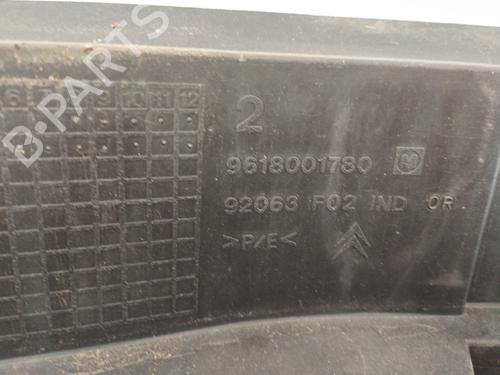 6 7 8 9 10 11 12
2
9618001780
92063 F02 IND OR
>P/E<
B-PARTS